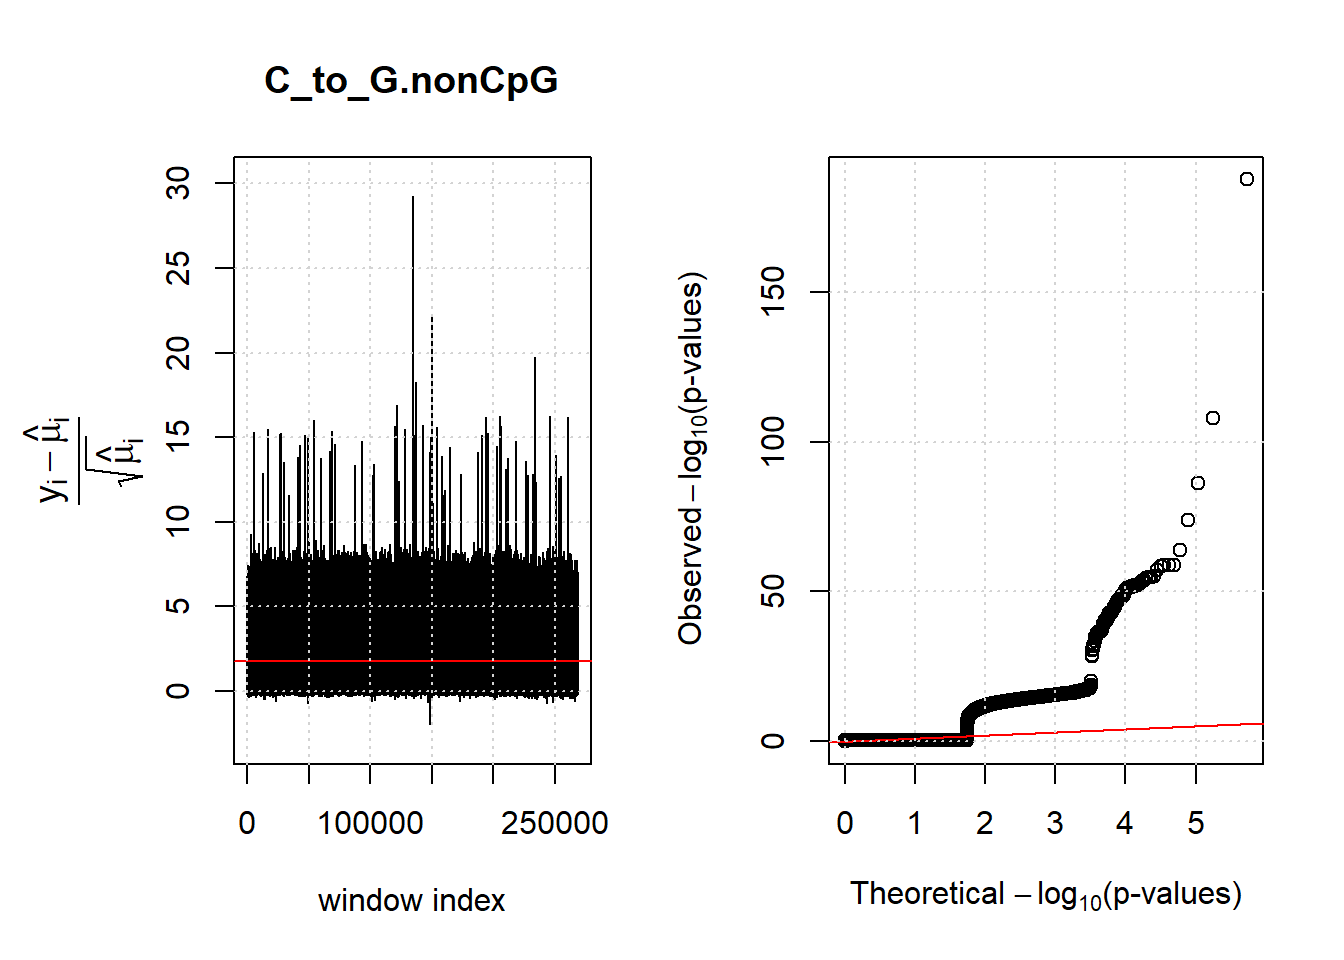 C_to_G.nonCpG
yᵢ − μ̂ᵢ
√μ̂ᵢ
30
25
20
15
10
5
0
0 100000 250000
window index
Observed −log₁₀(p-values)
150
100
50
0
0 1 2 3 4 5
Theoretical −log₁₀(p-values)